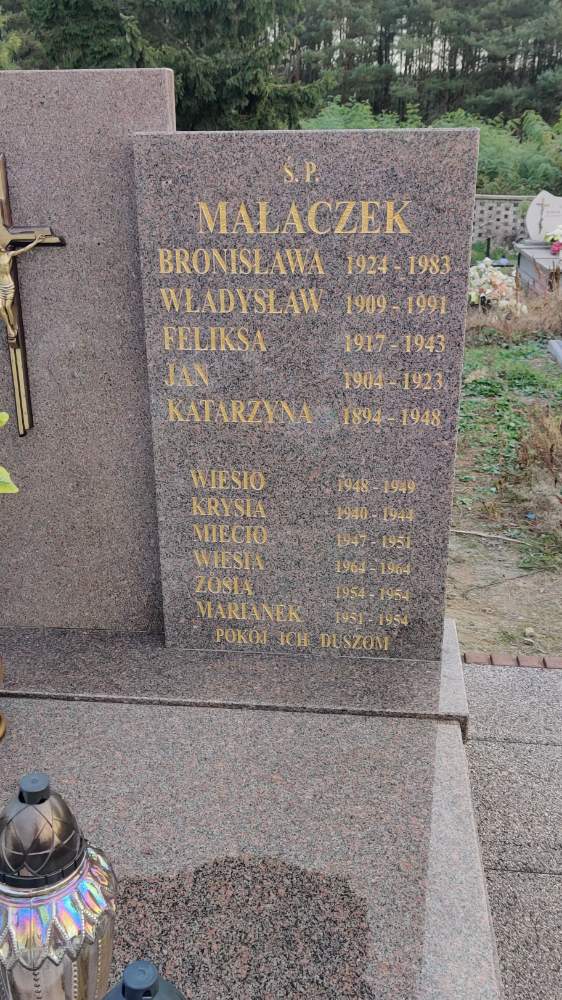 Ś. P.
MAŁACZEK
BRONISŁAWA 1924 - 1983
WŁADYSŁAW 1909 - 1991
FELIKSA 1917 - 1943
JAN 1904 - 1923
KATARZYNA 1894 - 1948
WIESIO 1948 - 1949
KRYSIA 1940 - 1944
MIECIO 1947 - 1951
WIESIA 1964 - 1964
ZOSIA 1954 - 1954
MARIANEK 1951 - 1954
POKÓJ ICH DUSZOM